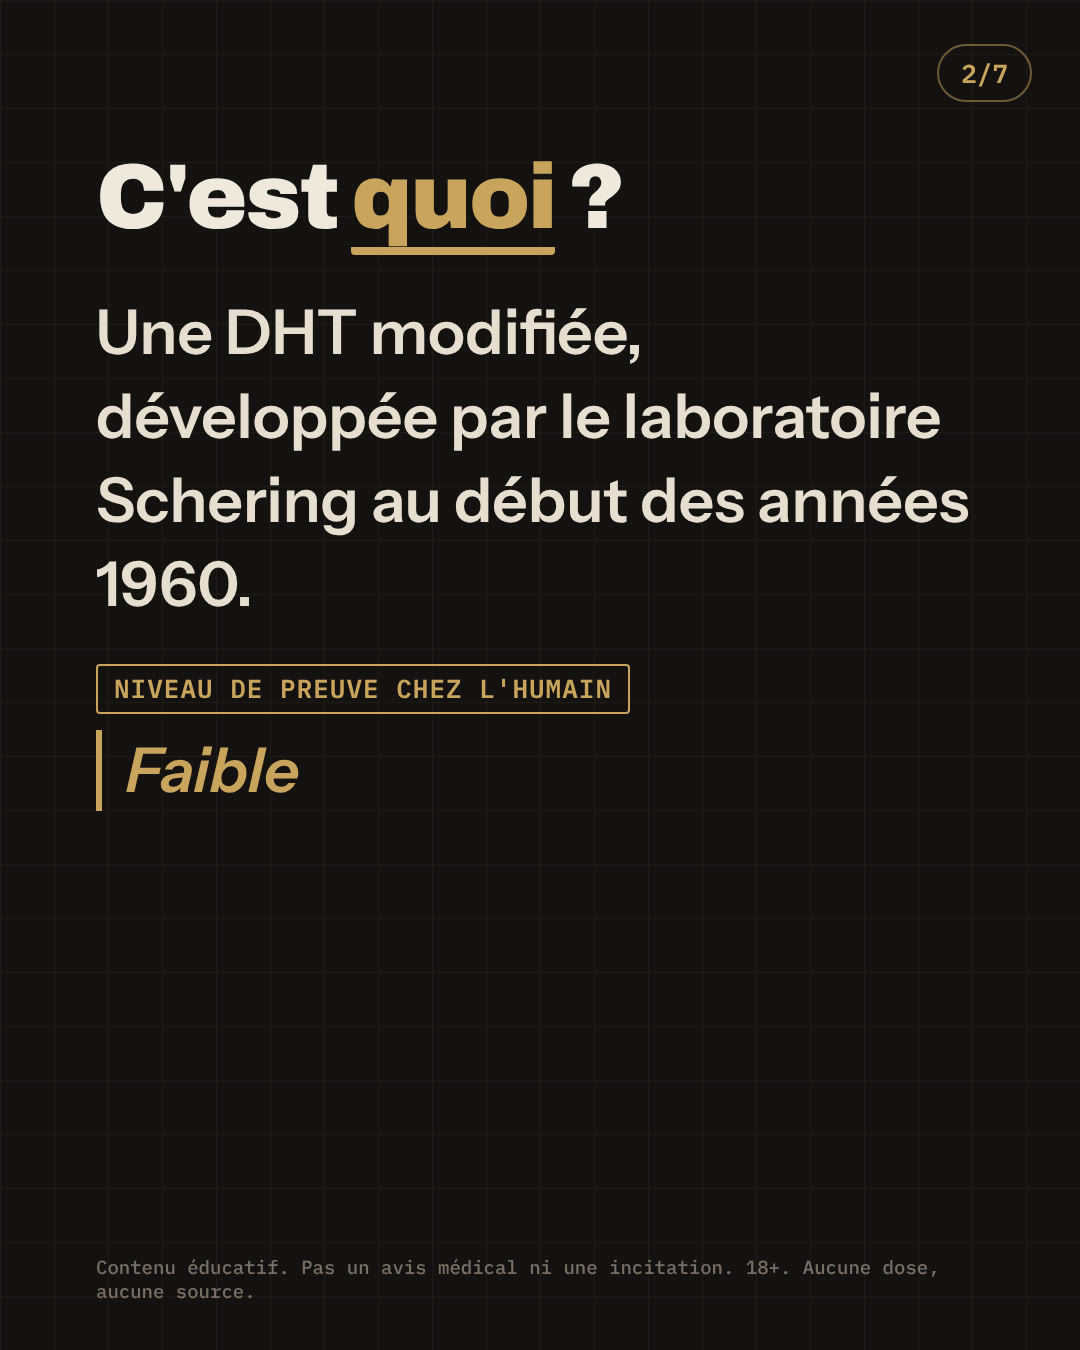 2/7
C'est quoi ?
Une DHT modifiée,
développée par le laboratoire
Schering au début des années
1960.
NIVEAU DE PREUVE CHEZ L'HUMAIN
Faible
Contenu éducatif. Pas un avis médical ni une incitation. 18+. Aucune dose,
aucune source.